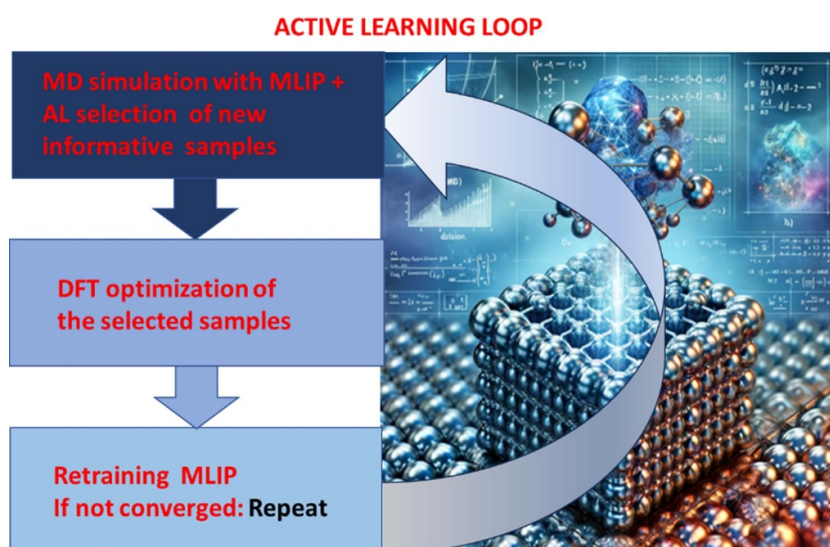 ACTIVE LEARNING LOOP
MD simulation with MLIP +
AL selection of new
informative samples
DFT optimization of
the selected samples
Retraining MLIP
If not converged: Repeat